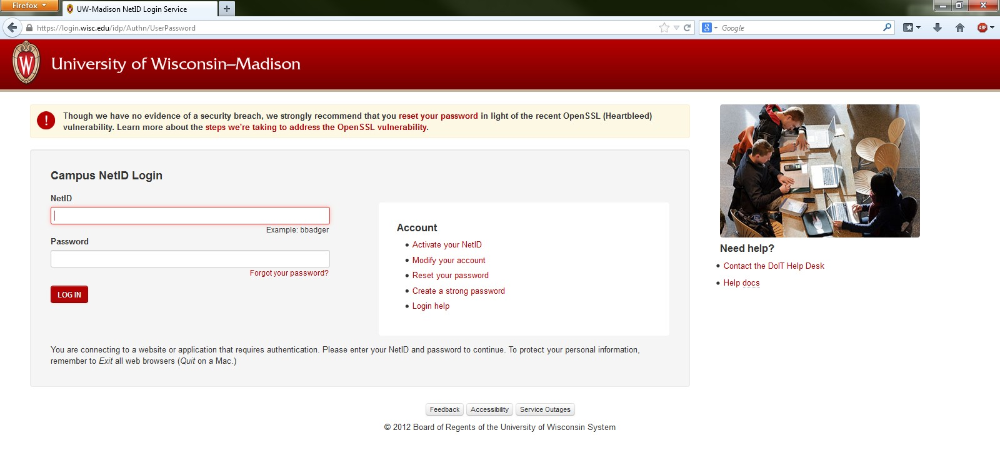 Firefox
UW-Madison NetID Login Service
https://login.wisc.edu/idp/Authn/UserPassword
8
Google
ABP
W
University of Wisconsin–Madison
! Though we have no evidence of a security breach, we strongly recommend that you reset your password in light of the recent OpenSSL (Heartbleed)
vulnerability. Learn more about the steps we're taking to address the OpenSSL vulnerability.
Campus NetID Login
NetID
Example: bbadger
Password
Forgot your password?
LOG IN
Account
• Activate your NetID
• Modify your account
• Reset your password
• Create a strong password
• Login help
You are connecting to a website or application that requires authentication. Please enter your NetID and password to continue. To protect your personal information,
remember to Exit all web browsers (Quit on a Mac.)
Need help?
• Contact the DoIT Help Desk
• Help docs
Feedback Accessibility Service Outages
© 2012 Board of Regents of the University of Wisconsin System